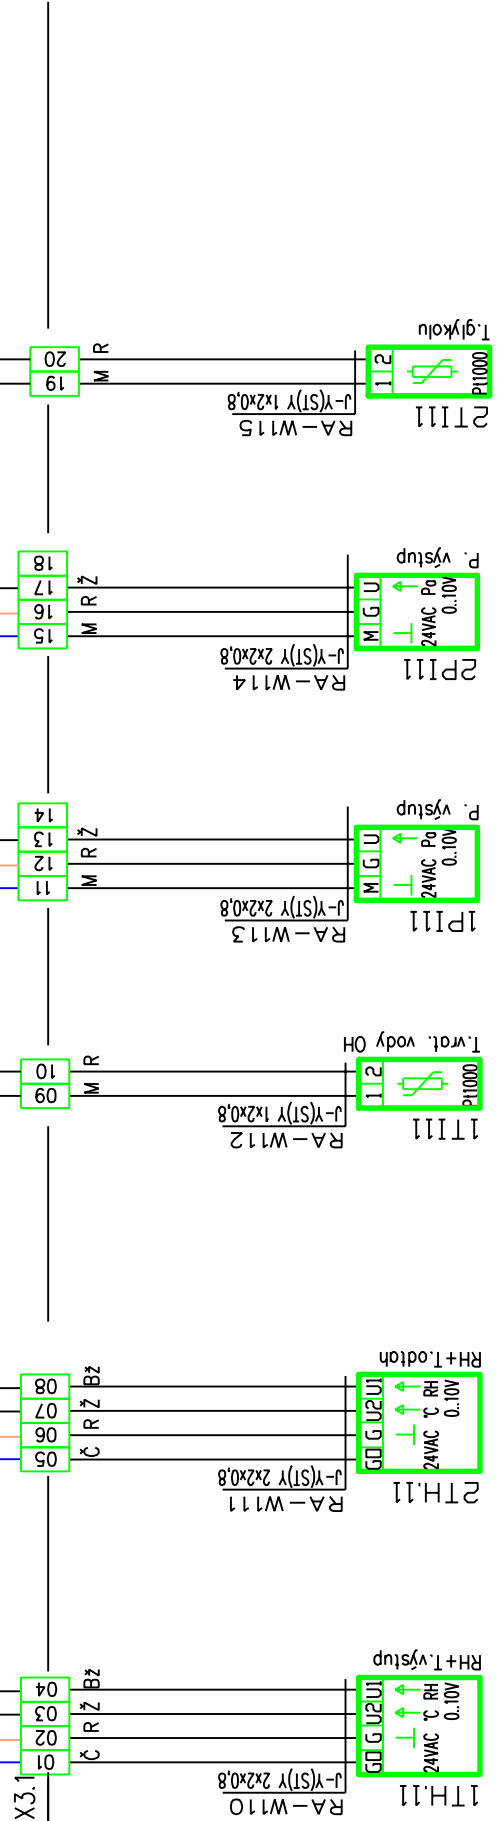 T.glykolu
20 R 2
19 M 1 Pt1000
J-Y(ST)Y 1x2x0,8
RA-W115
2TI11
P. výstup
18
17 Ž U Pa
16 R G 0..10V
15 M M 24VAC
J-Y(ST)Y 2x2x0,8
RA-W114
2PI11
P. výstup
14
13 Ž U Pa
12 R G 0..10V
11 M M 24VAC
J-Y(ST)Y 2x2x0,8
RA-W113
1PI11
T.vrat. vody OH
10 R 2
09 M 1 Pt1000
J-Y(ST)Y 1x2x0,8
RA-W112
1TI11
RH+T.odtah
08 Bž U1 RH
07 Ž U2 °C 0..10V
06 R G
05 Č G0 24VAC
J-Y(ST)Y 2x2x0,8
RA-W111
2TH.11
RH+T.výstup
04 Bž U1 RH
03 Ž U2 °C 0..10V
02 R G
01 Č G0 24VAC
J-Y(ST)Y 2x2x0,8
RA-W110
1TH.11
X3.1